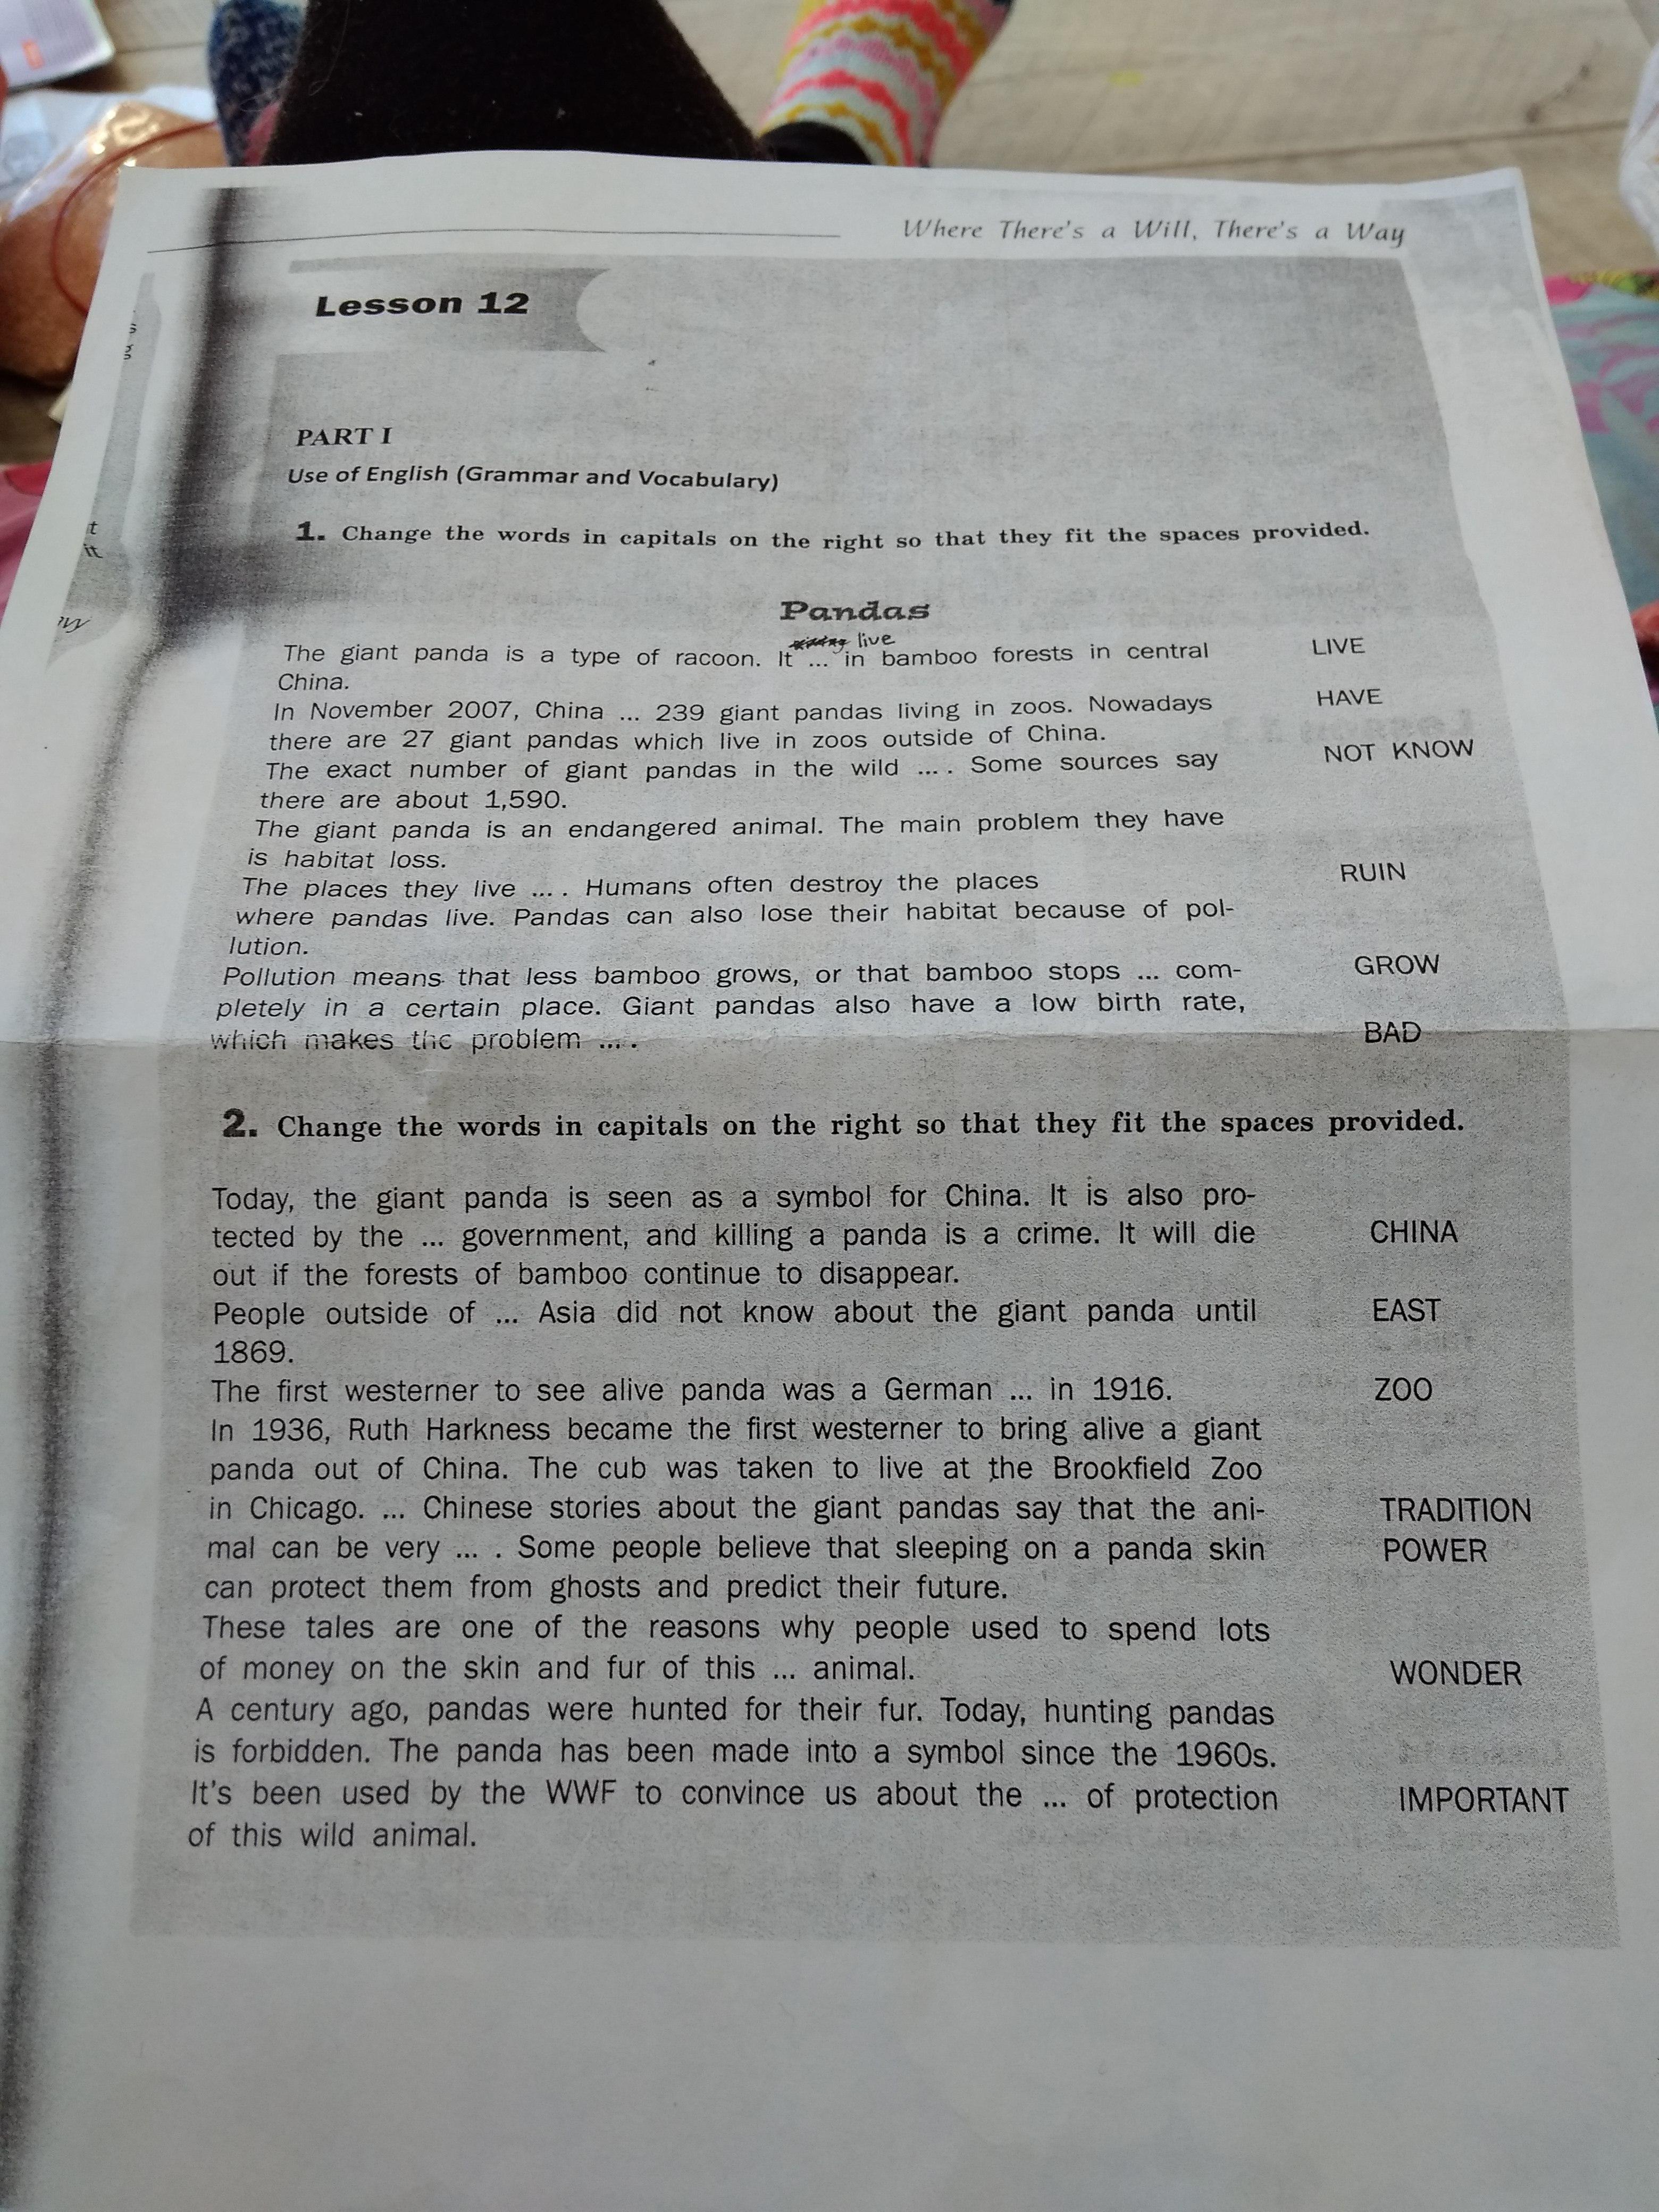 Where There's a Will, There's a Way
Lesson 12
PART I
Use of English (Grammar and Vocabulary)
1. Change the words in capitals on the right so that they fit the spaces provided.
Pandas
live
The giant panda is a type of racoon. It ... in bamboo forests in central LIVE
China.
In November 2007, China ... 239 giant pandas living in zoos. Nowadays HAVE
there are 27 giant pandas which live in zoos outside of China.
The exact number of giant pandas in the wild ... . Some sources say NOT KNOW
there are about 1,590.
The giant panda is an endangered animal. The main problem they have
is habitat loss.
The places they live ... . Humans often destroy the places RUIN
where pandas live. Pandas can also lose their habitat because of pol-
lution.
Pollution means that less bamboo grows, or that bamboo stops ... com- GROW
pletely in a certain place. Giant pandas also have a low birth rate,
which makes the problem ... . BAD
2. Change the words in capitals on the right so that they fit the spaces provided.
Today, the giant panda is seen as a symbol for China. It is also pro-
tected by the ... government, and killing a panda is a crime. It will die CHINA
out if the forests of bamboo continue to disappear.
People outside of ... Asia did not know about the giant panda until EAST
1869.
The first westerner to see alive panda was a German ... in 1916. ZOO
In 1936, Ruth Harkness became the first westerner to bring alive a giant
panda out of China. The cub was taken to live at the Brookfield Zoo
in Chicago. ... Chinese stories about the giant pandas say that the ani- TRADITION
mal can be very ... . Some people believe that sleeping on a panda skin POWER
can protect them from ghosts and predict their future.
These tales are one of the reasons why people used to spend lots
of money on the skin and fur of this ... animal. WONDER
A century ago, pandas were hunted for their fur. Today, hunting pandas
is forbidden. The panda has been made into a symbol since the 1960s.
It's been used by the WWF to convince us about the ... of protection IMPORTANT
of this wild animal.